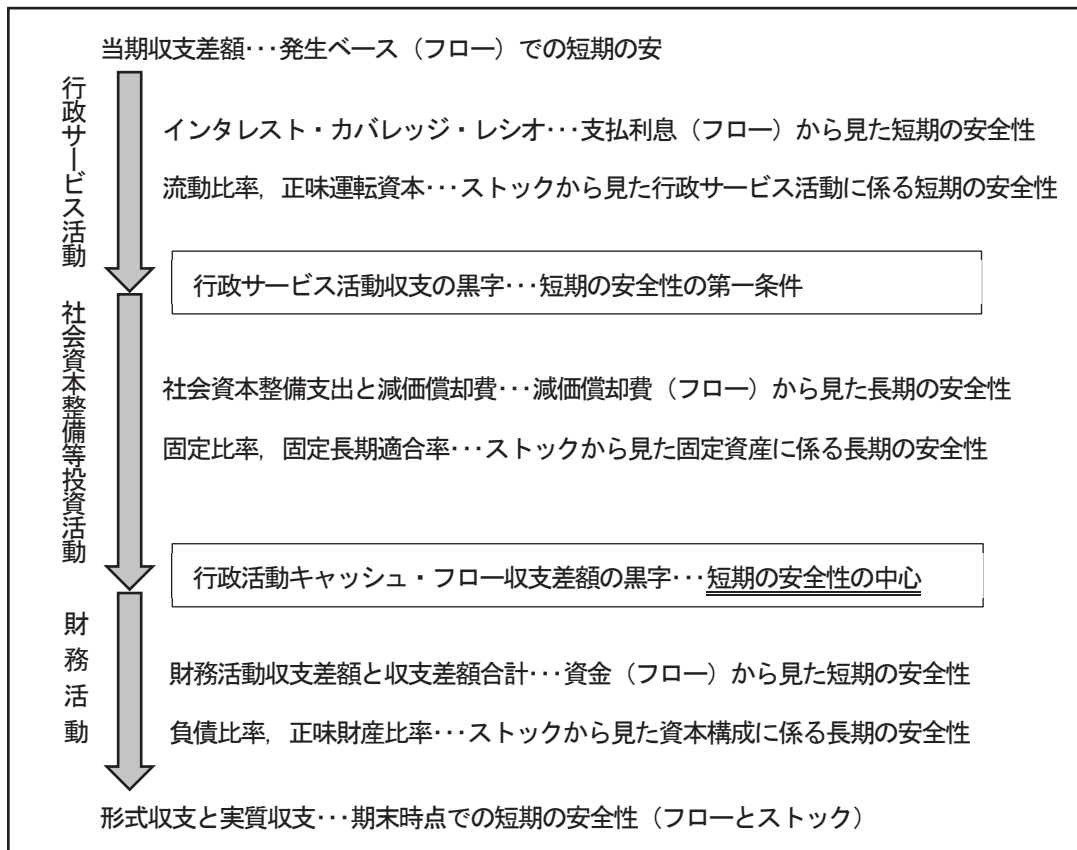 当期収支差額･･･発生ベース（フロー）での短期の安
行政サービス活動
インタレスト・カバレッジ・レシオ･･･支払利息（フロー）から見た短期の安全性
流動比率，正味運転資本･･･ストックから見た行政サービス活動に係る短期の安全性
行政サービス活動収支の黒字･･･短期の安全性の第一条件
社会資本整備等投資活動
社会資本整備支出と減価償却費･･･減価償却費（フロー）から見た長期の安全性
固定比率，固定長期適合率･･･ストックから見た固定資産に係る長期の安全性
行政活動キャッシュ・フロー収支差額の黒字･･･短期の安全性の中心
財務活動
財務活動収支差額と収支差額合計･･･資金（フロー）から見た短期の安全性
負債比率，正味財産比率･･･ストックから見た資本構成に係る長期の安全性
形式収支と実質収支･･･期末時点での短期の安全性（フローとストック）